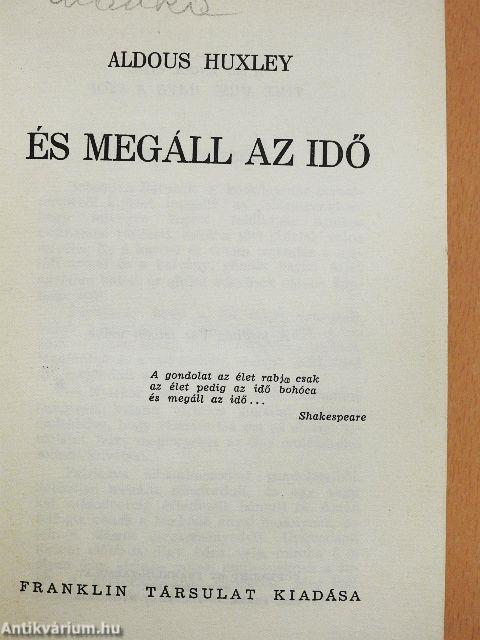 ALDOUS HUXLEY
ÉS MEGÁLL AZ IDŐ
A gondolat az élet rabja csak
az élet pedig az idő bohóca
és megáll az idő...
Shakespeare
FRANKLIN TÁRSULAT KIADÁSA
Antikvárium.hu